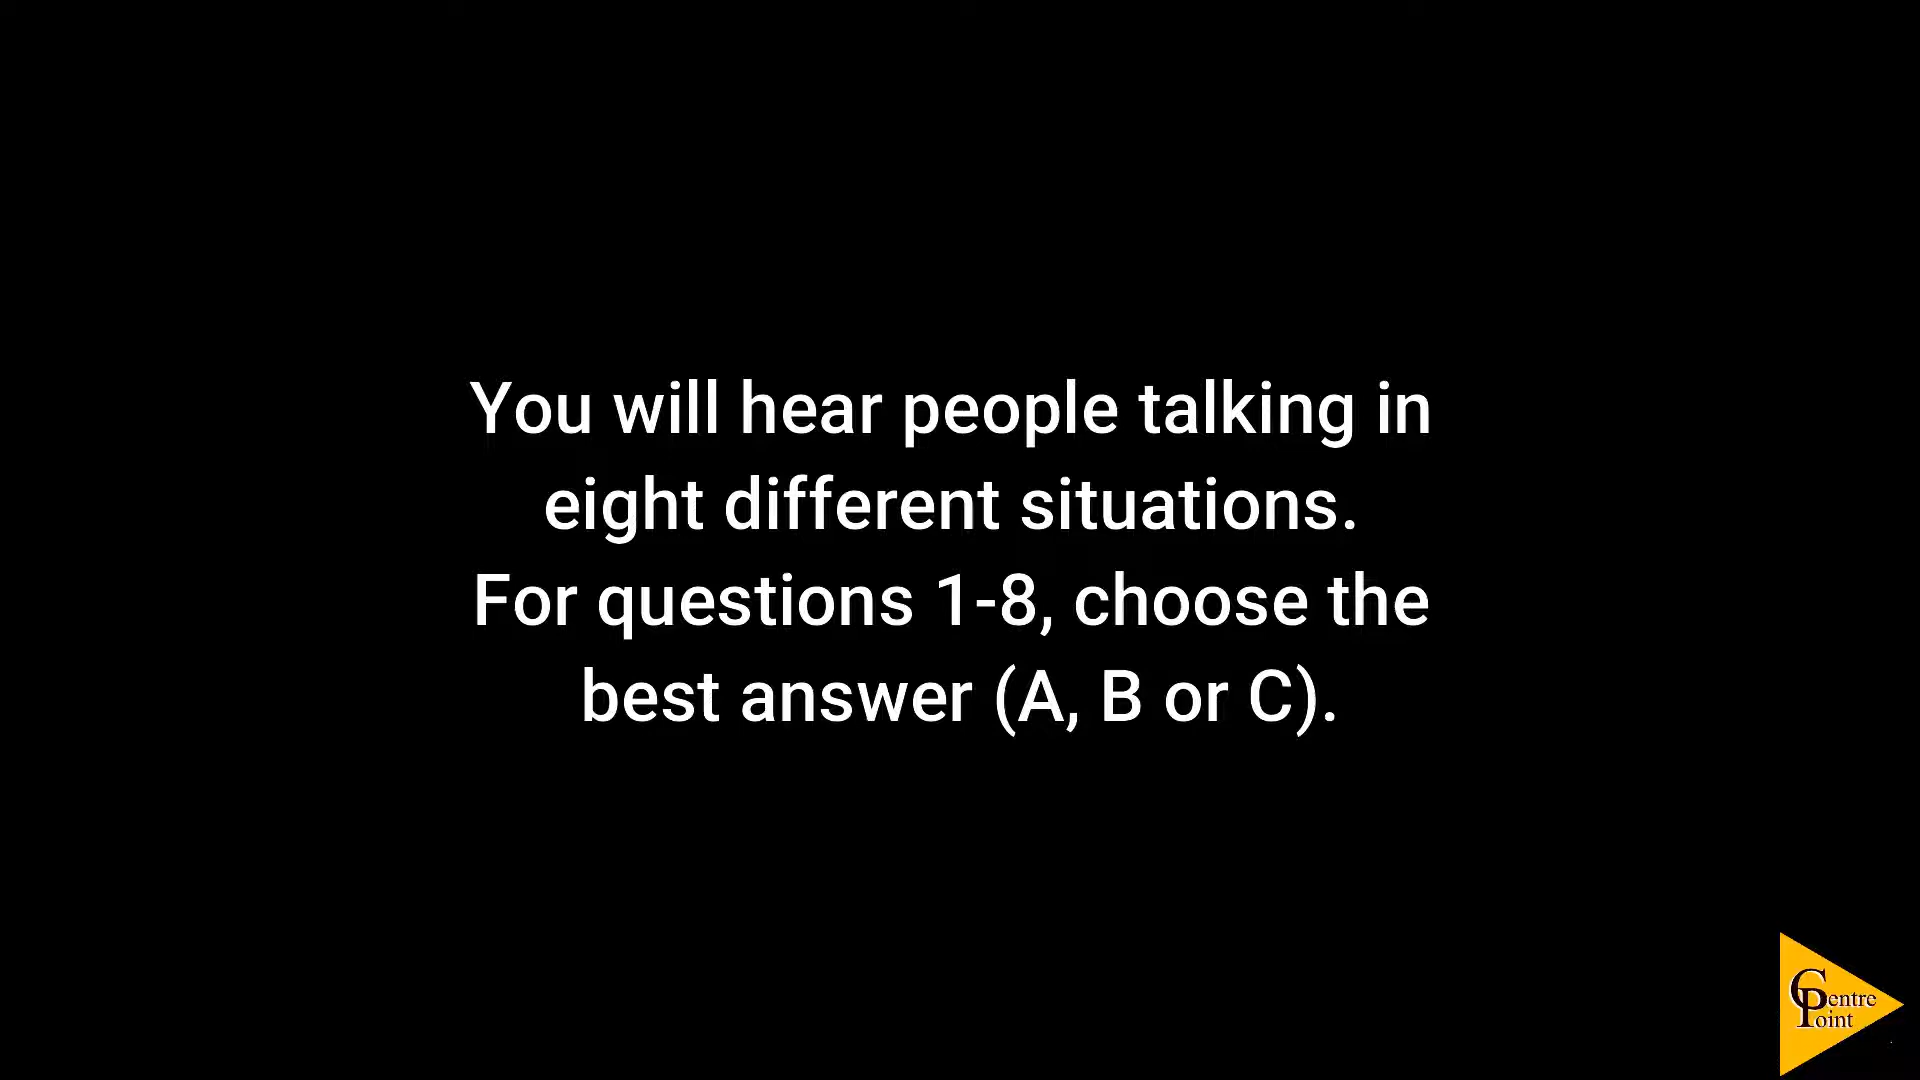 You will hear people talking in
eight different situations.
For questions 1-8, choose the
best answer (A, B or C).
Centre
Point